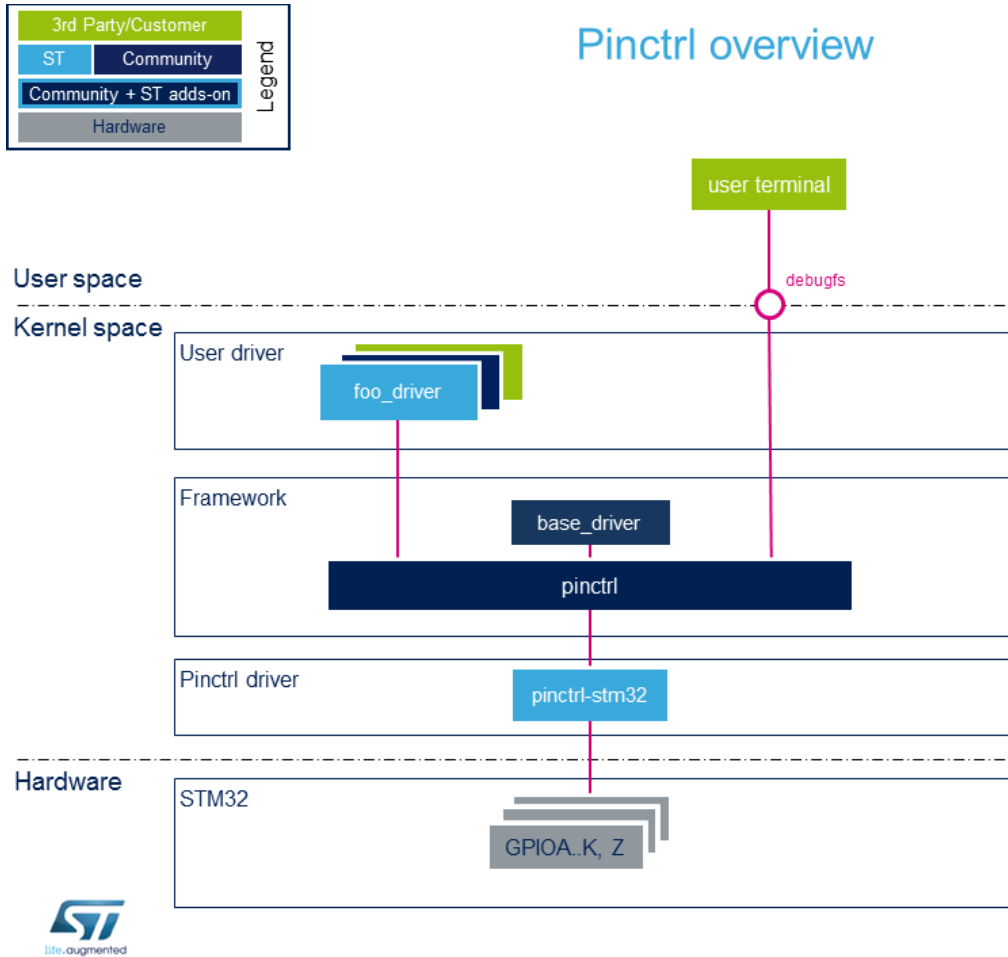 3rd Party/Customer
ST
Community
Community + ST adds-on
Hardware
Legend
Pinctrl overview
user terminal
User space
debugfs
Kernel space
User driver
foo_driver
Framework
base_driver
pinctrl
Pinctrl driver
pinctrl-stm32
Hardware
STM32
GPIOA..K, Z
ST
life.augmented